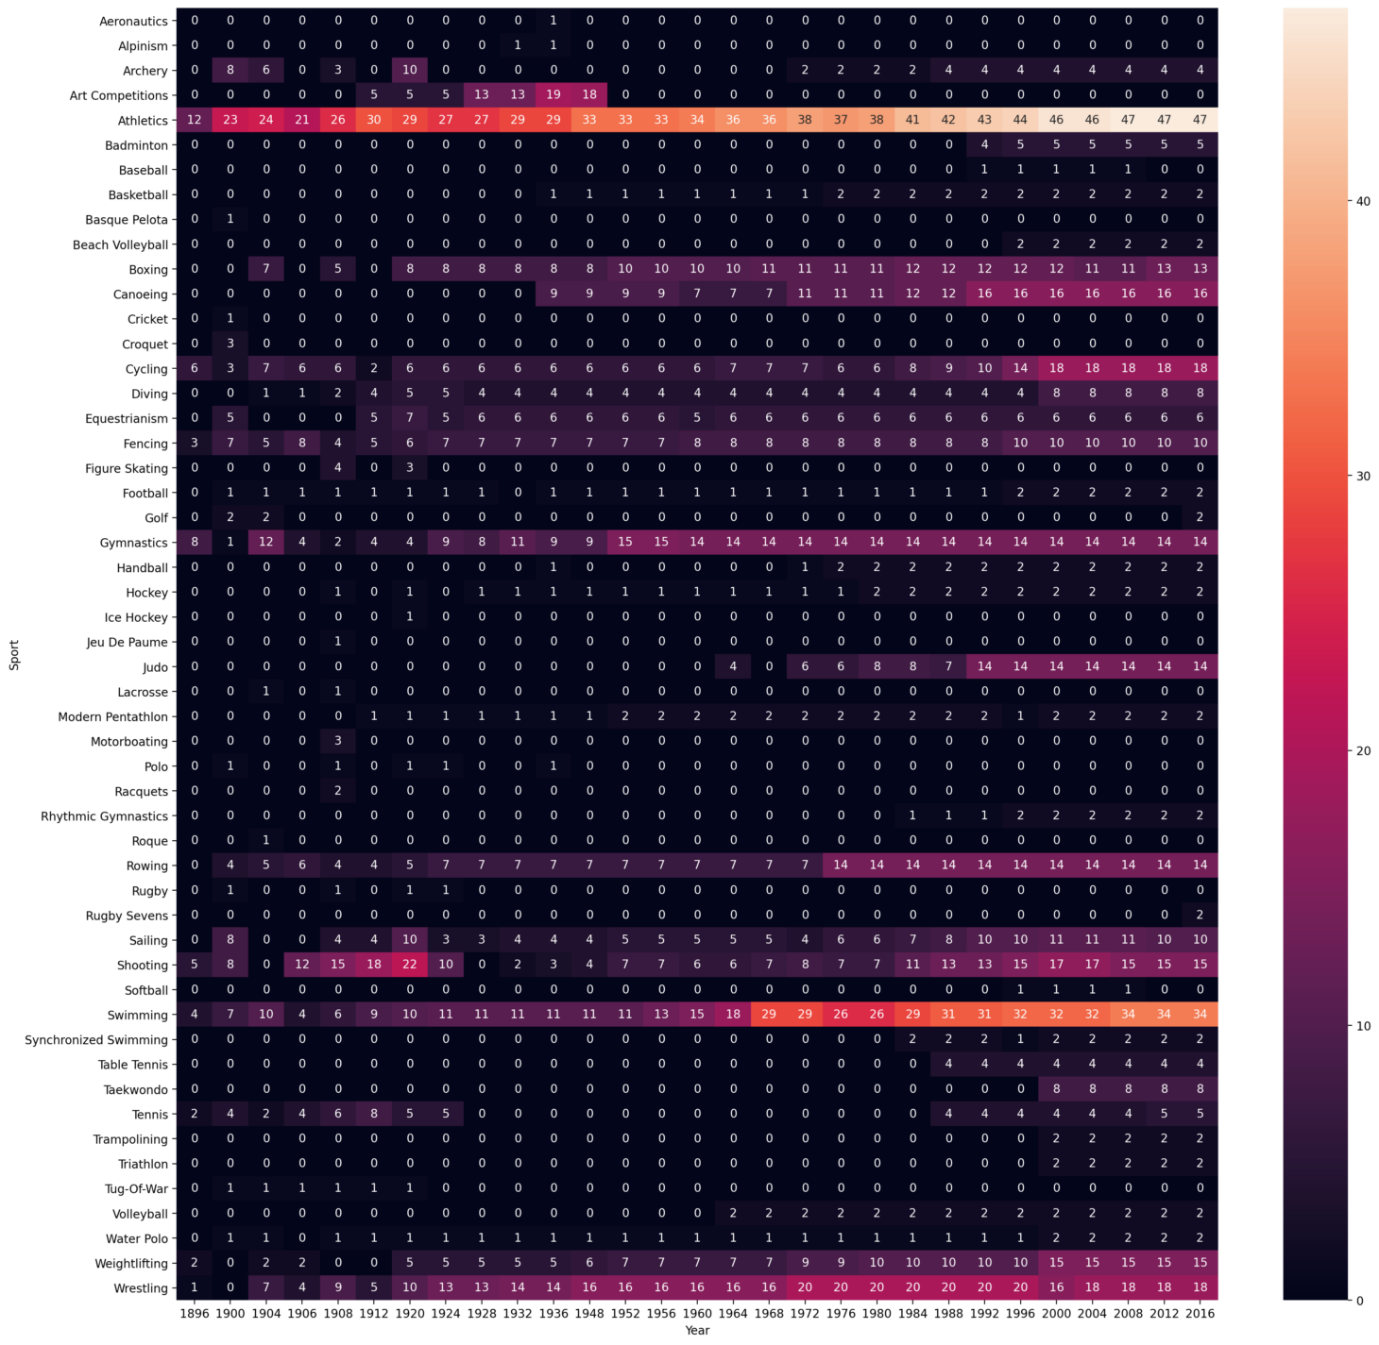 Aeronautics 0 0 0 0 0 0 0 0 0 0 1 0 0 0 0 0 0 0 0 0 0 0 0 0 0 0 0 0 0
Alpinism 0 0 0 0 0 0 0 0 0 1 1 0 0 0 0 0 0 0 0 0 0 0 0 0 0 0 0 0 0
Archery 0 8 6 0 3 0 10 0 0 0 0 0 0 0 0 0 0 2 2 2 2 4 4 4 4 4 4 4 4
Art Competitions 0 0 0 0 0 5 5 5 13 13 19 18 0 0 0 0 0 0 0 0 0 0 0 0 0 0 0 0 0
Athletics 12 23 24 21 26 30 29 27 27 29 29 33 33 33 34 36 36 38 37 38 41 42 43 44 46 46 47 47 47
40
Badminton 0 0 0 0 0 0 0 0 0 0 0 0 0 0 0 0 0 0 0 0 0 0 4 5 5 5 5 5 5
Baseball 0 0 0 0 0 0 0 0 0 0 0 0 0 0 0 0 0 0 0 0 0 0 1 1 1 1 1 0 0
Basketball 0 0 0 0 0 0 0 0 0 0 1 1 1 1 1 1 1 1 2 2 2 2 2 2 2 2 2 2 2
Basque Pelota 0 1 0 0 0 0 0 0 0 0 0 0 0 0 0 0 0 0 0 0 0 0 0 0 0 0 0 0 0
Beach Volleyball 0 0 0 0 0 0 0 0 0 0 0 0 0 0 0 0 0 0 0 0 0 0 0 2 2 2 2 2 2
Boxing 0 0 7 0 5 0 8 8 8 8 8 8 10 10 10 10 11 11 11 11 12 12 12 12 12 11 11 13 13
Canoeing 0 0 0 0 0 0 0 0 0 0 9 9 9 9 7 7 7 11 11 11 12 12 16 16 16 16 16 16 16
Cricket 0 1 0 0 0 0 0 0 0 0 0 0 0 0 0 0 0 0 0 0 0 0 0 0 0 0 0 0 0
Croquet 0 3 0 0 0 0 0 0 0 0 0 0 0 0 0 0 0 0 0 0 0 0 0 0 0 0 0 0 0
Cycling 6 3 7 6 6 2 6 6 6 6 6 6 6 6 6 7 7 7 6 6 8 9 10 14 18 18 18 18 18
Diving 0 0 1 1 2 4 5 5 4 4 4 4 4 4 4 4 4 4 4 4 4 4 4 4 8 8 8 8 8
Equestrianism 0 5 0 0 0 5 7 5 6 6 6 6 6 6 5 6 6 6 6 6 6 6 6 6 6 6 6 6 6
Fencing 3 7 5 8 4 5 6 7 7 7 7 7 7 7 8 8 8 8 8 8 8 8 8 10 10 10 10 10 10
Figure Skating 0 0 0 0 4 0 3 0 0 0 0 0 0 0 0 0 0 0 0 0 0 0 0 0 0 0 0 0 0
30
Football 0 1 1 1 1 1 1 1 1 0 1 1 1 1 1 1 1 1 1 1 1 1 1 2 2 2 2 2 2
Golf 0 2 2 0 0 0 0 0 0 0 0 0 0 0 0 0 0 0 0 0 0 0 0 0 0 0 0 0 2
Gymnastics 8 1 12 4 2 4 4 9 8 11 9 9 15 15 14 14 14 14 14 14 14 14 14 14 14 14 14 14 14
Handball 0 0 0 0 0 0 0 0 0 0 1 0 0 0 0 0 0 1 2 2 2 2 2 2 2 2 2 2 2
Hockey 0 0 0 0 1 0 1 0 1 1 1 1 1 1 1 1 1 1 1 2 2 2 2 2 2 2 2 2 2
Ice Hockey 0 0 0 0 0 0 1 0 0 0 0 0 0 0 0 0 0 0 0 0 0 0 0 0 0 0 0 0 0
Jeu De Paume 0 0 0 0 1 0 0 0 0 0 0 0 0 0 0 0 0 0 0 0 0 0 0 0 0 0 0 0 0
Sport
Judo 0 0 0 0 0 0 0 0 0 0 0 0 0 0 0 4 0 6 6 8 8 7 14 14 14 14 14 14 14
Lacrosse 0 0 1 0 1 0 0 0 0 0 0 0 0 0 0 0 0 0 0 0 0 0 0 0 0 0 0 0 0
Modern Pentathlon 0 0 0 0 0 1 1 1 1 1 1 1 2 2 2 2 2 2 2 2 2 2 2 1 2 2 2 2 2
Motorboating 0 0 0 0 3 0 0 0 0 0 0 0 0 0 0 0 0 0 0 0 0 0 0 0 0 0 0 0 0
20
Polo 0 1 0 0 1 0 1 1 0 0 1 0 0 0 0 0 0 0 0 0 0 0 0 0 0 0 0 0 0
Racquets 0 0 0 0 2 0 0 0 0 0 0 0 0 0 0 0 0 0 0 0 0 0 0 0 0 0 0 0 0
Rhythmic Gymnastics 0 0 0 0 0 0 0 0 0 0 0 0 0 0 0 0 0 0 0 0 1 1 1 2 2 2 2 2 2
Roque 0 0 1 0 0 0 0 0 0 0 0 0 0 0 0 0 0 0 0 0 0 0 0 0 0 0 0 0 0
Rowing 0 4 5 6 4 4 5 7 7 7 7 7 7 7 7 7 7 7 14 14 14 14 14 14 14 14 14 14 14
Rugby 0 1 0 0 1 0 1 1 0 0 0 0 0 0 0 0 0 0 0 0 0 0 0 0 0 0 0 0 0
Rugby Sevens 0 0 0 0 0 0 0 0 0 0 0 0 0 0 0 0 0 0 0 0 0 0 0 0 0 0 0 0 2
Sailing 0 8 0 0 4 4 10 3 3 4 4 4 5 5 5 5 5 4 6 6 7 8 10 10 11 11 11 10 10
Shooting 5 8 0 12 15 18 22 10 0 2 3 4 7 7 6 6 7 8 7 7 11 13 13 15 17 17 15 15 15
Softball 0 0 0 0 0 0 0 0 0 0 0 0 0 0 0 0 0 0 0 0 0 0 0 1 1 1 1 0 0
Swimming 4 7 10 4 6 9 10 11 11 11 11 11 11 13 15 18 29 29 26 26 29 31 31 32 32 32 34 34 34
10
Synchronized Swimming 0 0 0 0 0 0 0 0 0 0 0 0 0 0 0 0 0 0 0 0 2 2 2 1 2 2 2 2 2
Table Tennis 0 0 0 0 0 0 0 0 0 0 0 0 0 0 0 0 0 0 0 0 0 4 4 4 4 4 4 4 4
Taekwondo 0 0 0 0 0 0 0 0 0 0 0 0 0 0 0 0 0 0 0 0 0 0 0 0 8 8 8 8 8
Tennis 2 4 2 4 6 8 5 5 0 0 0 0 0 0 0 0 0 0 0 0 0 4 4 4 4 4 4 5 5
Trampolining 0 0 0 0 0 0 0 0 0 0 0 0 0 0 0 0 0 0 0 0 0 0 0 0 2 2 2 2 2
Triathlon 0 0 0 0 0 0 0 0 0 0 0 0 0 0 0 0 0 0 0 0 0 0 0 0 2 2 2 2 2
Tug-Of-War 0 1 1 1 1 1 1 0 0 0 0 0 0 0 0 0 0 0 0 0 0 0 0 0 0 0 0 0 0
Volleyball 0 0 0 0 0 0 0 0 0 0 0 0 0 0 0 2 2 2 2 2 2 2 2 2 2 2 2 2 2
Water Polo 0 1 1 0 1 1 1 1 1 1 1 1 1 1 1 1 1 1 1 1 1 1 1 1 2 2 2 2 2
Weightlifting 2 0 2 2 0 0 5 5 5 5 5 6 7 7 7 7 7 9 9 10 10 10 10 10 15 15 15 15 15
Wrestling 1 0 7 4 9 5 10 13 13 14 14 16 16 16 16 16 16 20 20 20 20 20 20 20 16 18 18 18 18
0
1896 1900 1904 1906 1908 1912 1920 1924 1928 1932 1936 1948 1952 1956 1960 1964 1968 1972 1976 1980 1984 1988 1992 1996 2000 2004 2008 2012 2016
Year